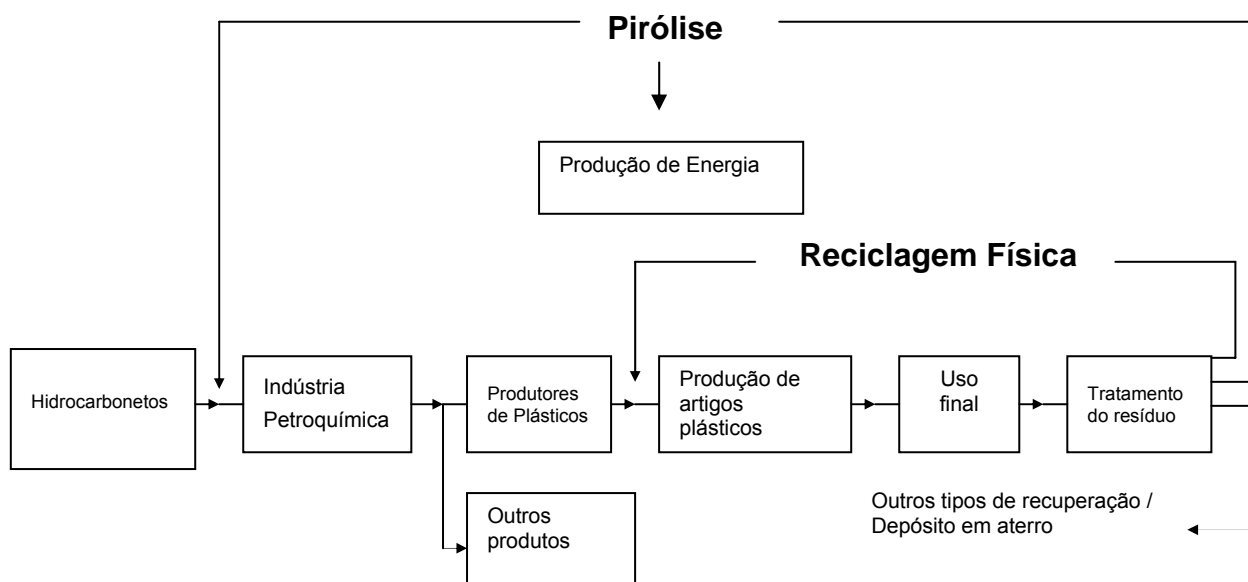 Pirólise
Produção de Energia
Reciclagem Física
Hidrocarbonetos
Indústria
Petroquímica
Produtores
de Plásticos
Produção de
artigos
plásticos
Uso
final
Tratamento
do resíduo
Outros
produtos
Outros tipos de recuperação /
Depósito em aterro